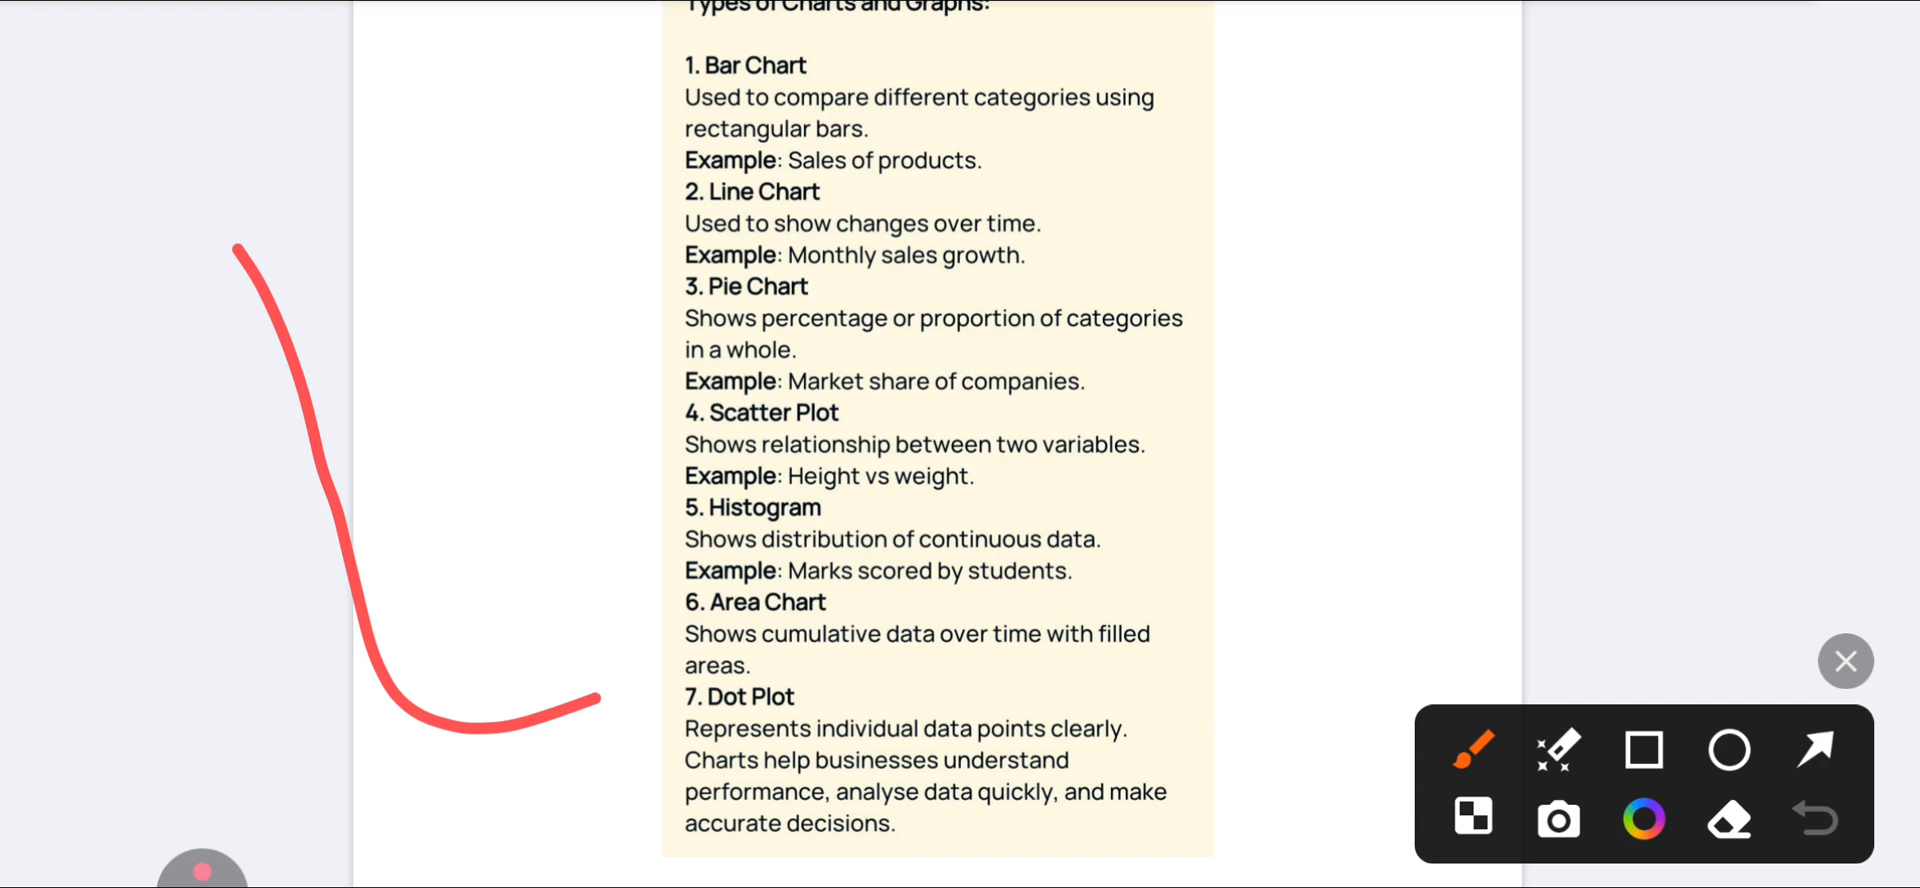 Types of Charts and Graphs:
1. Bar Chart
Used to compare different categories using
rectangular bars.
Example: Sales of products.
2. Line Chart
Used to show changes over time.
Example: Monthly sales growth.
3. Pie Chart
Shows percentage or proportion of categories
in a whole.
Example: Market share of companies.
4. Scatter Plot
Shows relationship between two variables.
Example: Height vs weight.
5. Histogram
Shows distribution of continuous data.
Example: Marks scored by students.
6. Area Chart
Shows cumulative data over time with filled
areas.
7. Dot Plot
Represents individual data points clearly.
Charts help businesses understand
performance, analyse data quickly, and make
accurate decisions.